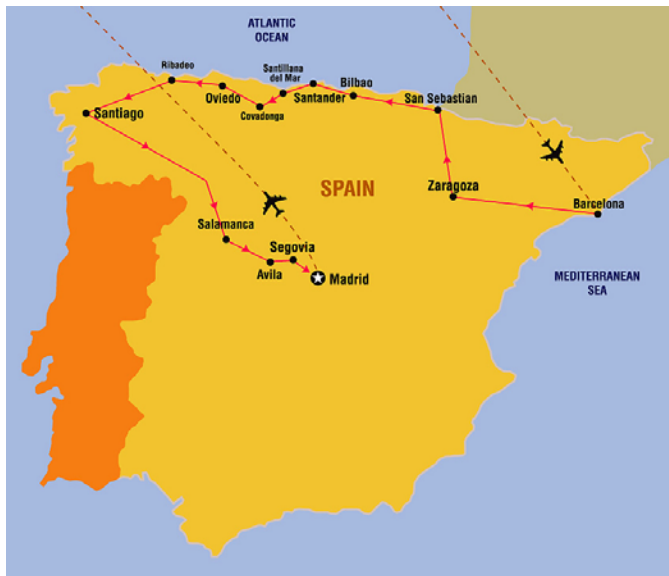 ATLANTIC
OCEAN
Ribadeo
Santillana
del Mar
Bilbao
Oviedo
Santander
San Sebastian
Covadonga
Santiago
SPAIN
Zaragoza
Barcelona
Salamanca
Segovia
Avila
Madrid
MEDITERRANEAN
SEA